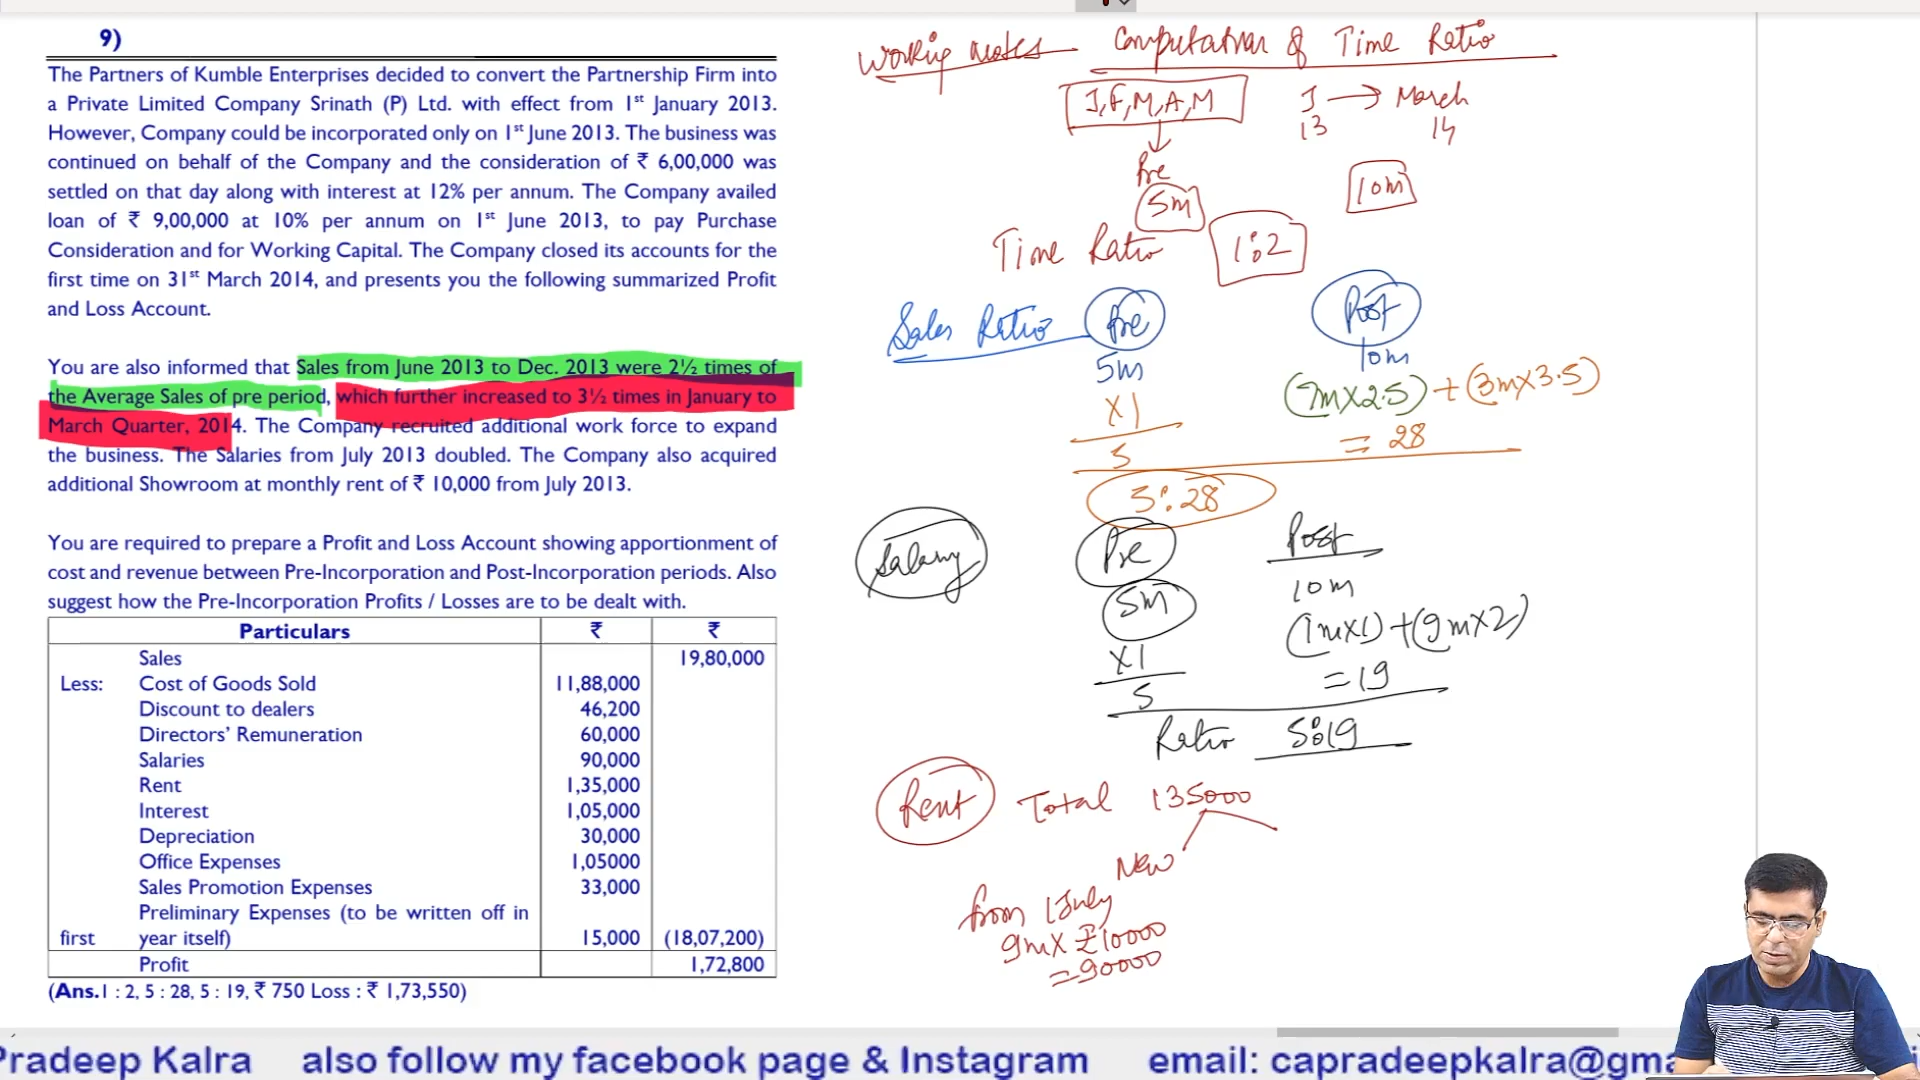 9)
The Partners of Kumble Enterprises decided to convert the Partnership Firm into
a Private Limited Company Srinath (P) Ltd. with effect from 1st January 2013.
However, Company could be incorporated only on 1st June 2013. The business was
continued on behalf of the Company and the consideration of ₹ 6,00,000 was
settled on that day along with interest at 12% per annum. The Company availed
loan of ₹ 9,00,000 at 10% per annum on 1st June 2013, to pay Purchase
Consideration and for Working Capital. The Company closed its accounts for the
first time on 31st March 2014, and presents you the following summarized Profit
and Loss Account.
You are also informed that Sales from June 2013 to Dec. 2013 were 2½ times of
the Average Sales of pre period, which further increased to 3½ times in January to
March Quarter, 2014. The Company recruited additional work force to expand
the business. The Salaries from July 2013 doubled. The Company also acquired
additional Showroom at monthly rent of ₹ 10,000 from July 2013.
You are required to prepare a Profit and Loss Account showing apportionment of
cost and revenue between Pre-Incorporation and Post-Incorporation periods. Also
suggest how the Pre-Incorporation Profits / Losses are to be dealt with.
Particulars ₹ ₹
Sales 19,80,000
Less: Cost of Goods Sold 11,88,000
Discount to dealers 46,200
Directors' Remuneration 60,000
Salaries 90,000
Rent 1,35,000
Interest 1,05,000
Depreciation 30,000
Office Expenses 1,05000
Sales Promotion Expenses 33,000
Preliminary Expenses (to be written off in
first year itself) 15,000 (18,07,200)
Profit 1,72,800
(Ans.1 : 2, 5 : 28, 5 : 19, ₹ 750 Loss : ₹ 1,73,550)
Working notes Computation of Time Ratio
J,F,M,A,M J → March
13 14
Pre
5m 10m
Time Ratio 1:2
Sales Ratio Pre Post
5m 10m
x1 (7mx2.5) + (3mx3.5)
5 = 28
5:28
Salary Pre Post
5m 10m
x1 (1mx1)+(9mx2)
5 = 19
Ratio 5:19
Rent Total 135000
New
from 1July
9mx ₹10000
=90000
Pradeep Kalra also follow my facebook page & Instagram email: capradeepkalra@gma